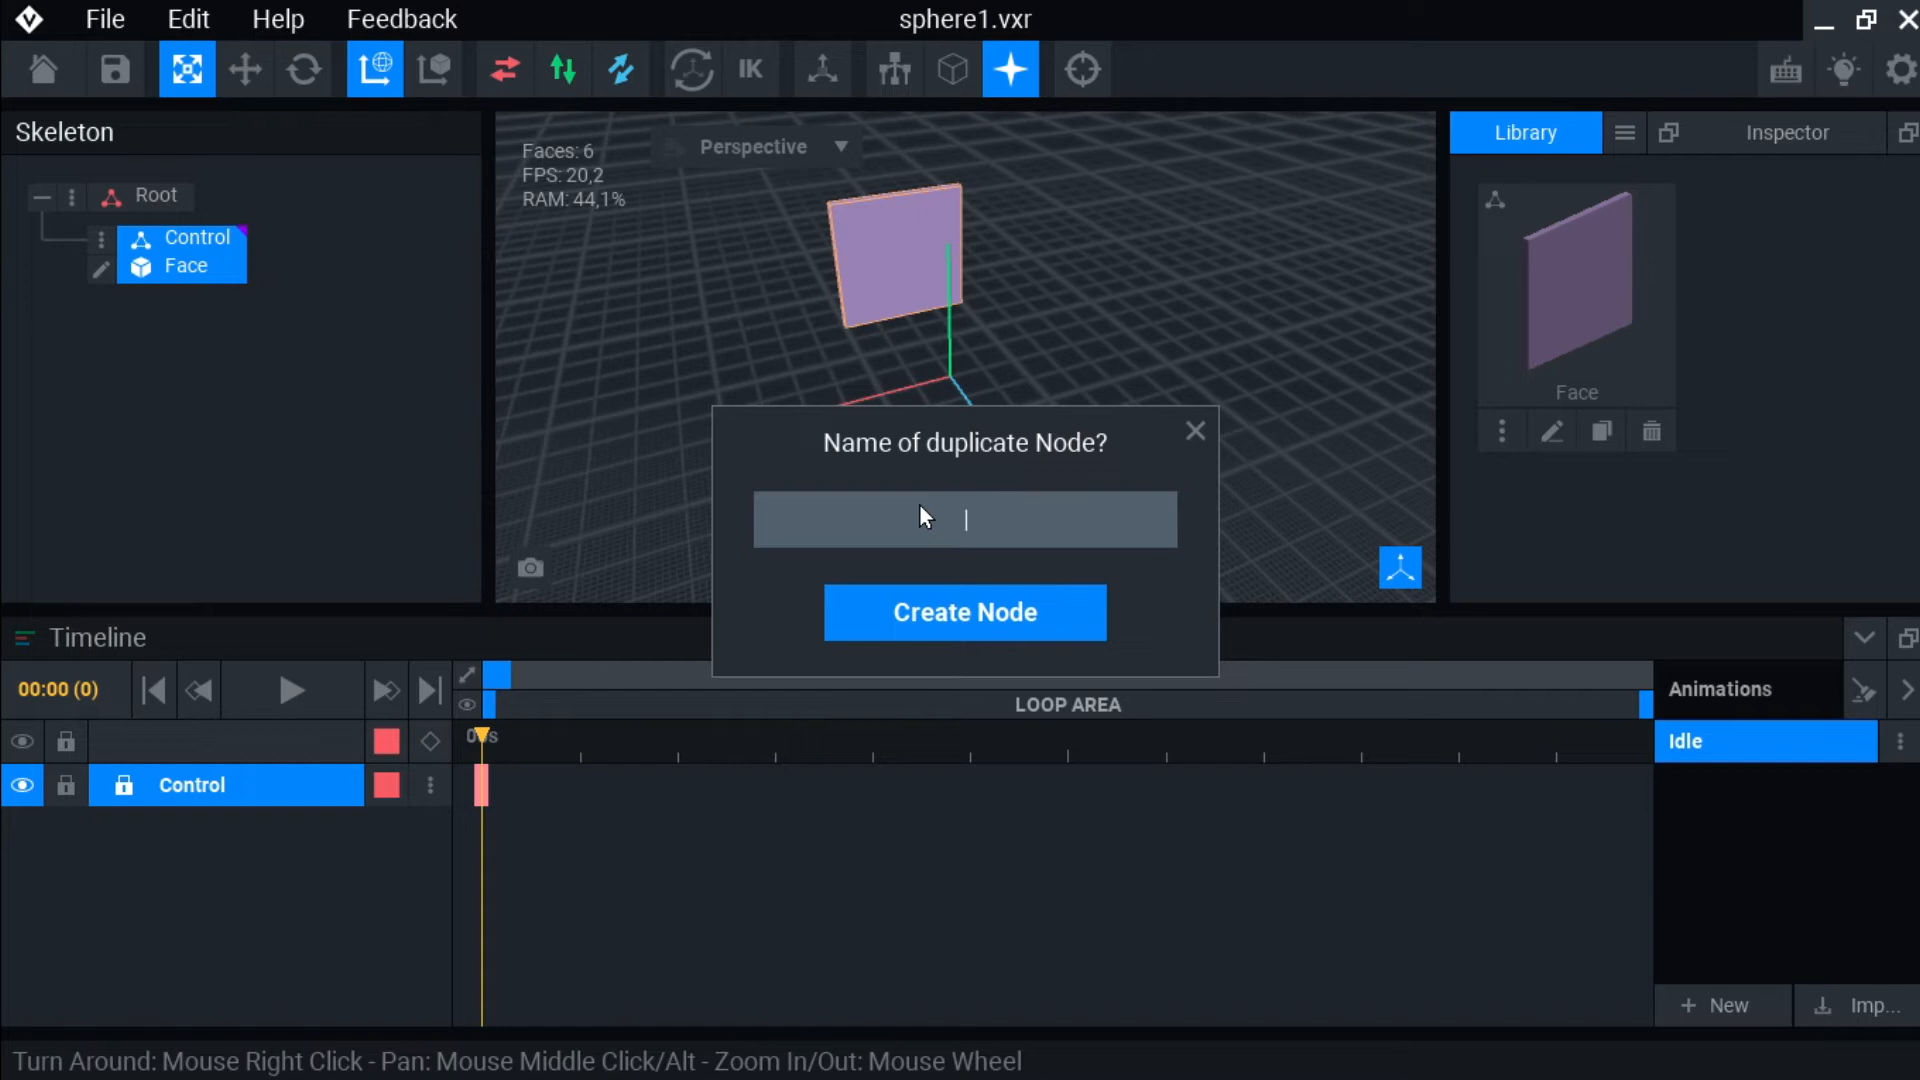 File Edit Help Feedback
sphere1.vxr
IK
Skeleton
Root
Control
Face
Faces: 6
FPS: 20,2
RAM: 44,1%
Perspective
Library
Inspector
Face
Name of duplicate Node?
Create Node
Timeline
00:00 (0)
LOOP AREA
Animations
Idle
Control
New
Imp...
Turn Around: Mouse Right Click - Pan: Mouse Middle Click/Alt - Zoom In/Out: Mouse Wheel